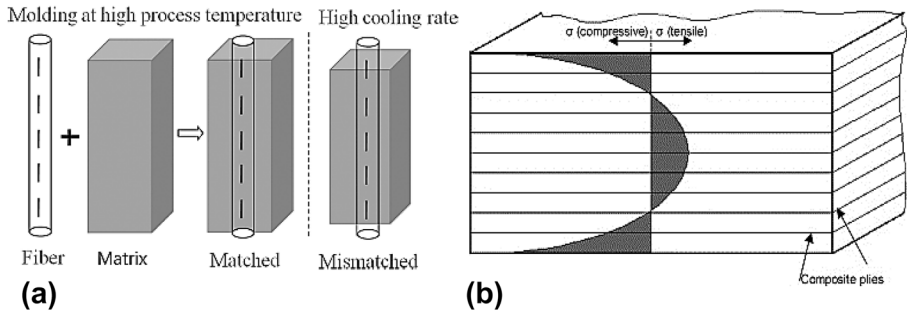 Molding at high process temperature
High cooling rate
+
Fiber
Matrix
Matched
Mismatched
(a)
σ (compressive)
σ (tensile)
Composite plies
(b)